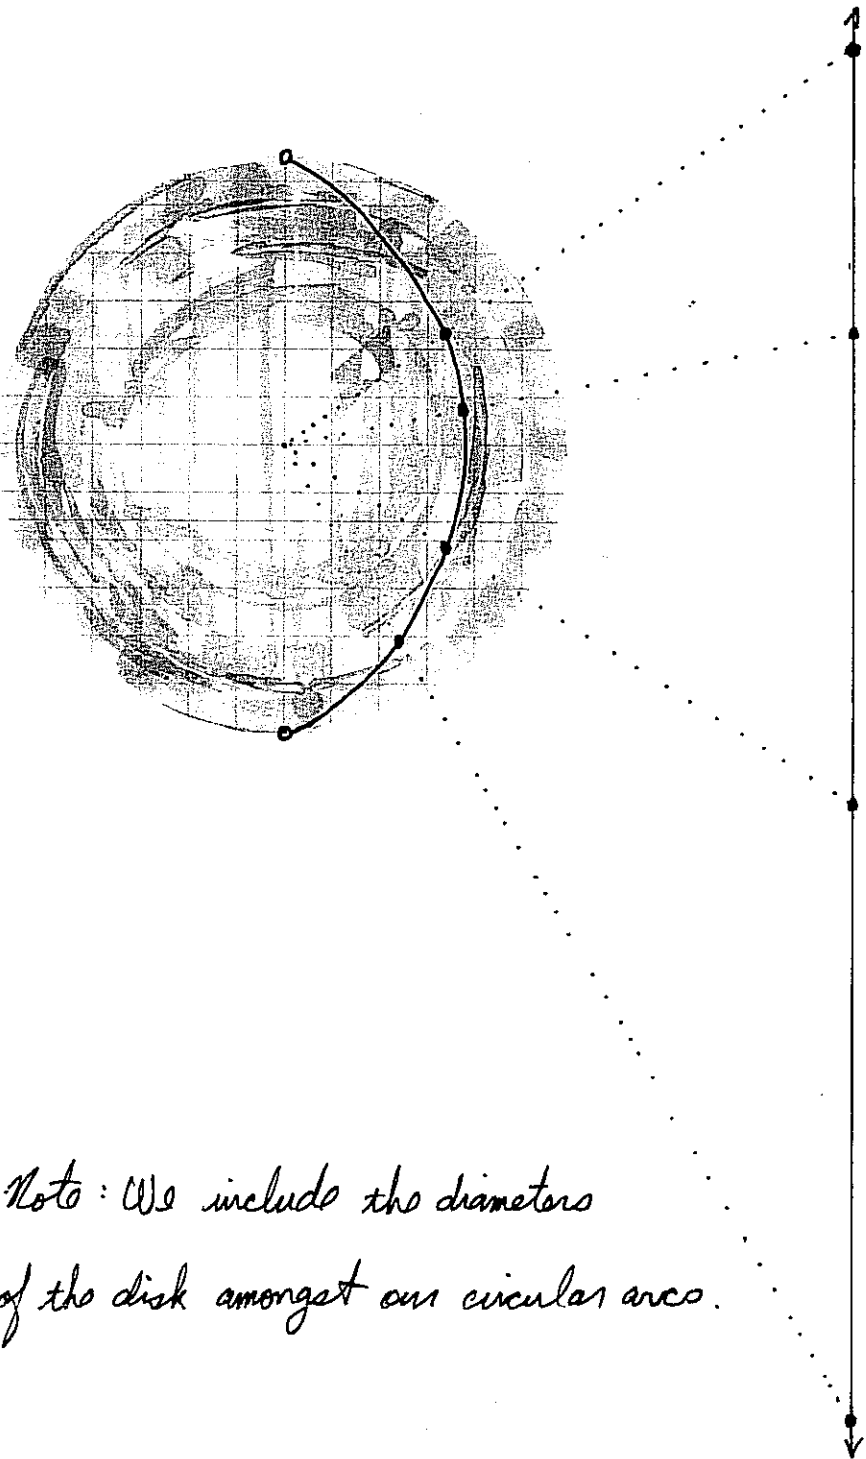 Note: We include the diameters
of the disk amongst our circular arcs.